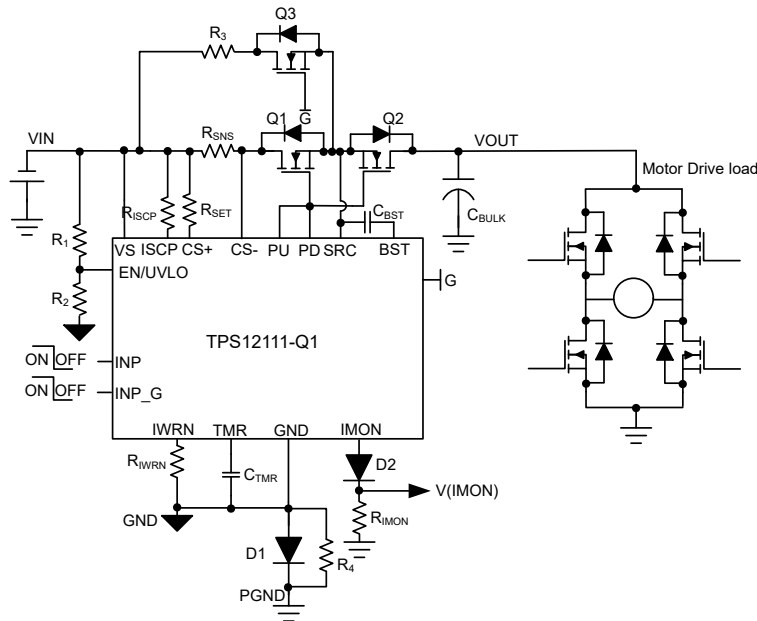 Q3
R3
Q1
G
Q2
VIN
RSNS
VOUT
Motor Drive load
RISCP
RSET
CBST
CBULK
R1
VS
ISCP
CS+
CS-
PU
PD
SRC
BST
EN/UVLO
G
R2
TPS12111-Q1
ON OFF
INP
ON OFF
INP_G
IWRN
TMR
GND
IMON
RIWRN
CTMR
D2
V(IMON)
GND
RIMON
D1
R4
PGND